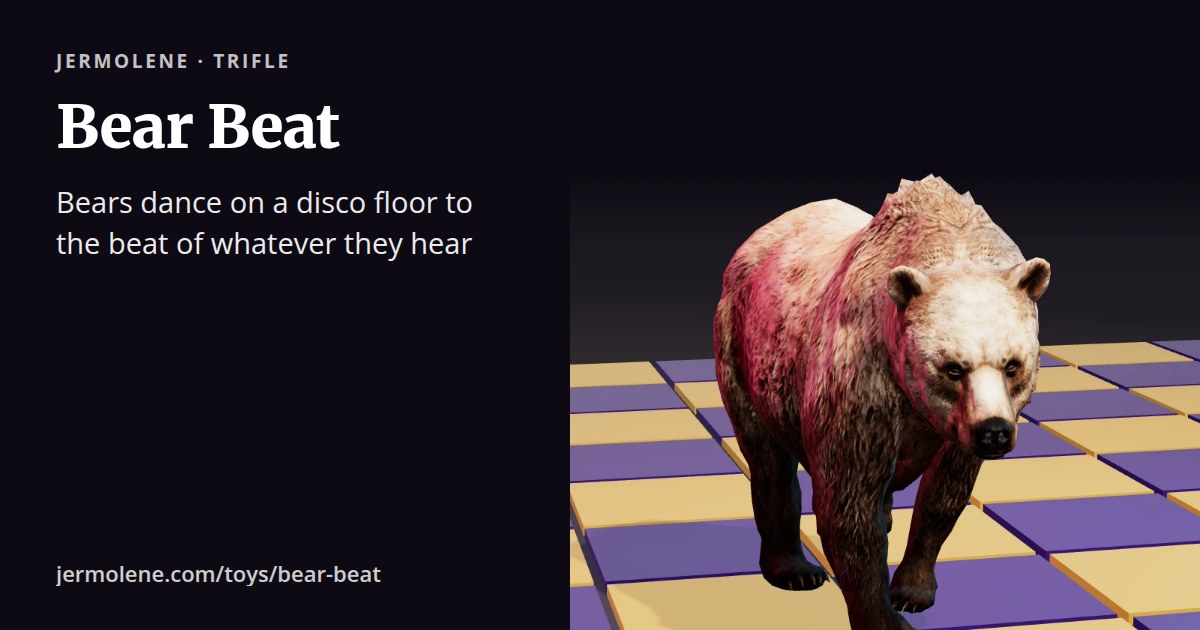 JERMOLENE · TRIFLE
Bear Beat
Bears dance on a disco floor to
the beat of whatever they hear
jermolene.com/toys/bear-beat